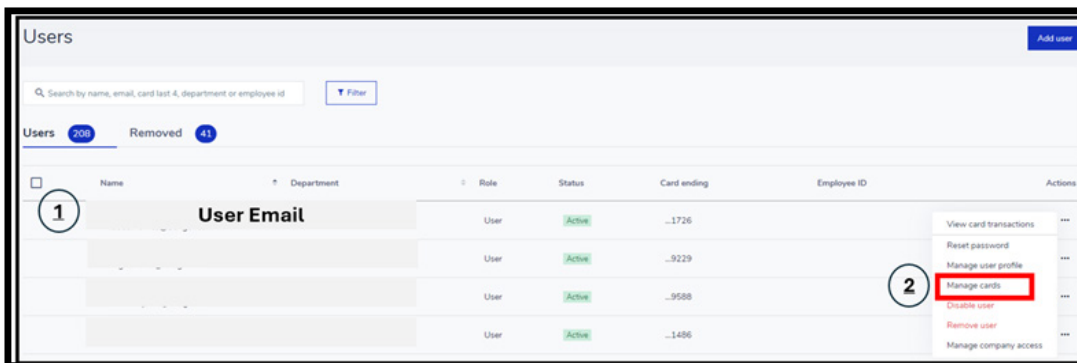 Users
Add user
Search by name, email, card last 4, department or employee id
Filter
Users 208 Removed 41
Name Department Role Status Card ending Employee ID Actions
1 User Email User Active ...1726 ...
View card transactions
Reset password
User Active ...9229 ...
Manage user profile
2 Manage cards
User Active ...9588 ...
Disable user
Remove user
User Active ...1486 ...
Manage company access